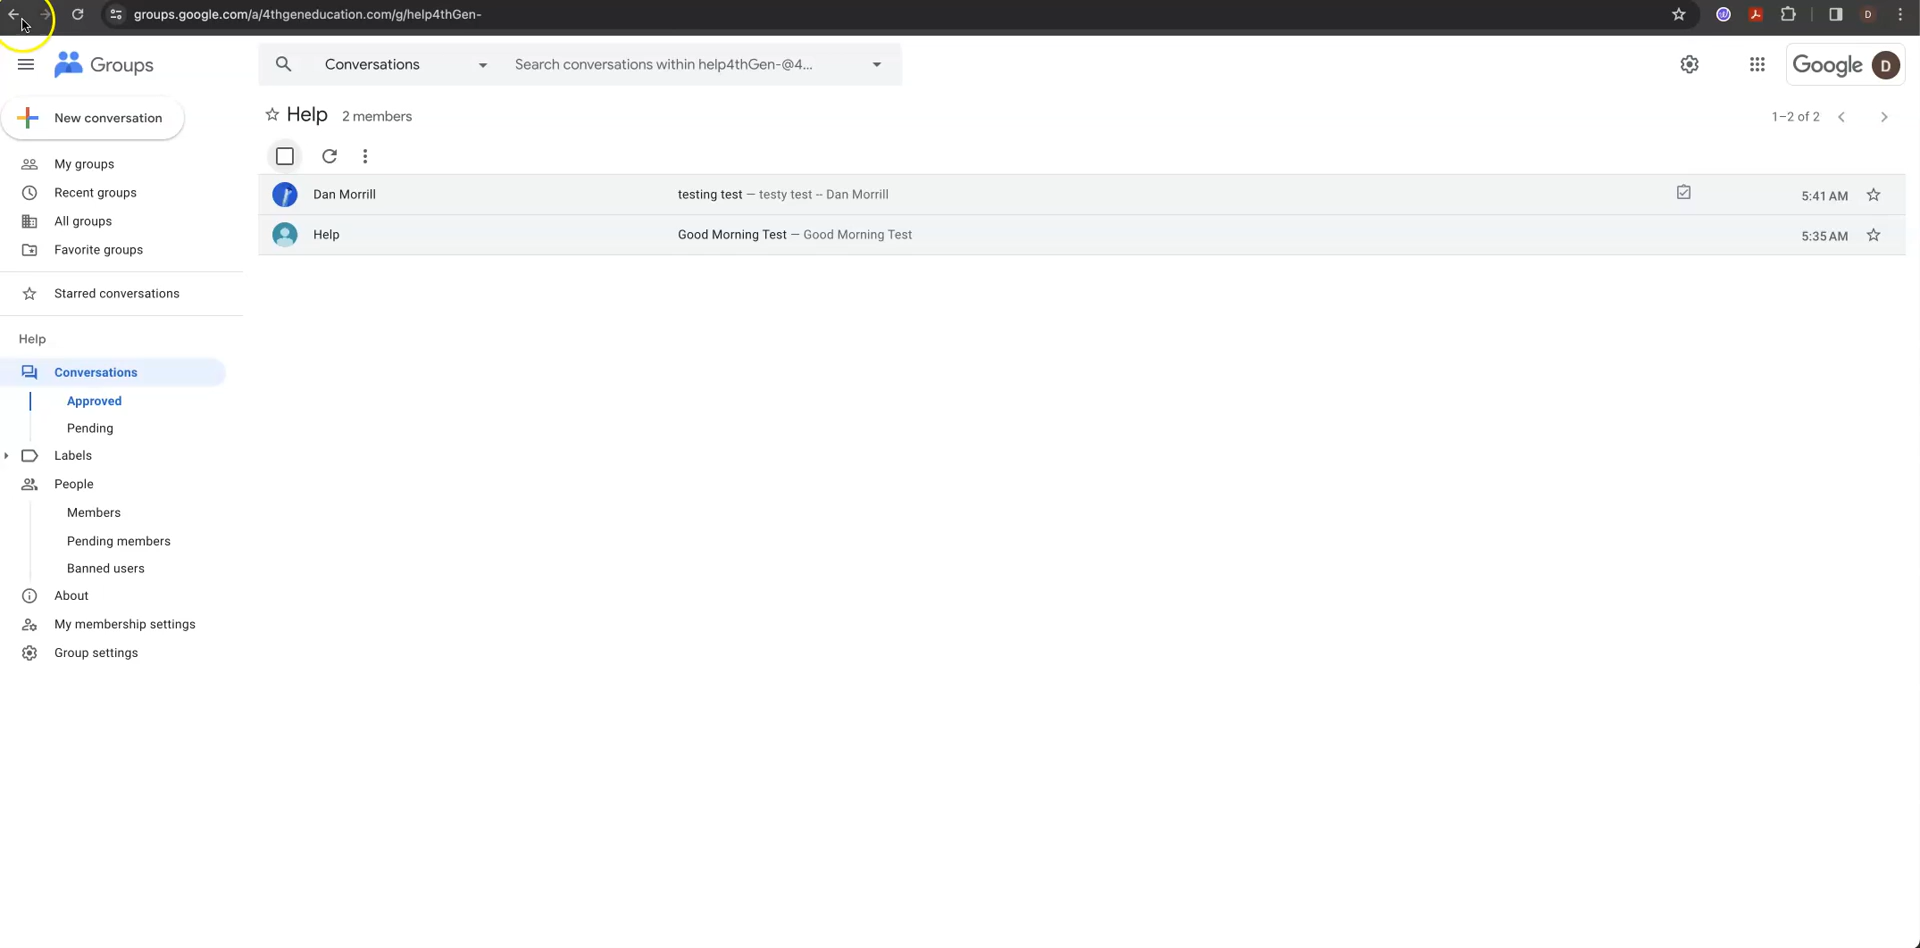 groups.google.com/a/4thgeneducation.com/g/help4thGen-
D
Groups
Conversations
Search conversations within help4thGen-@4...
Google
D
New conversation
Help
2 members
1–2 of 2
My groups
Recent groups
All groups
Favorite groups
Dan Morrill
testing test — testy test -- Dan Morrill
5:41 AM
Help
Good Morning Test — Good Morning Test
5:35 AM
Starred conversations
Help
Conversations
Approved
Pending
Labels
People
Members
Pending members
Banned users
About
My membership settings
Group settings